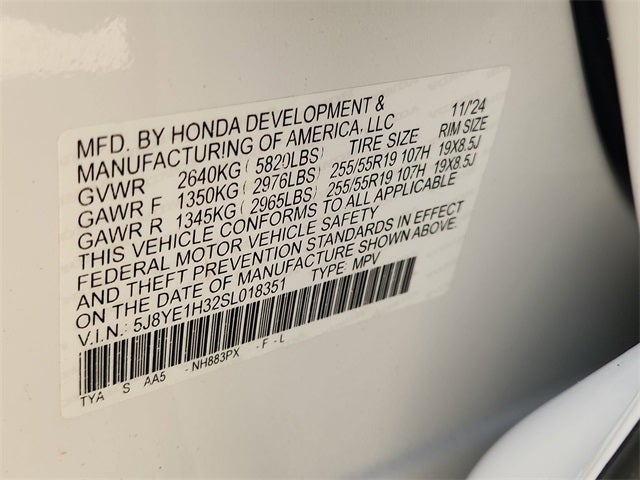 MFD. BY HONDA DEVELOPMENT & 11/'24
MANUFACTURING OF AMERICA, LLC TIRE SIZE RIM SIZE
GVWR 2640KG ( 5820LBS)
GAWR F 1350KG ( 2976LBS) 255/55R19 107H 19X8.5J
GAWR R 1345KG ( 2965LBS) 255/55R19 107H 19X8.5J
THIS VEHICLE CONFORMS TO ALL APPLICABLE
FEDERAL MOTOR VEHICLE SAFETY
AND THEFT PREVENTION STANDARDS IN EFFECT
ON THE DATE OF MANUFACTURE SHOWN ABOVE.
V.I.N.: 5J8YE1H32SL018351 TYPE: MPV
TYA S AA5 - NH883PX - F - L